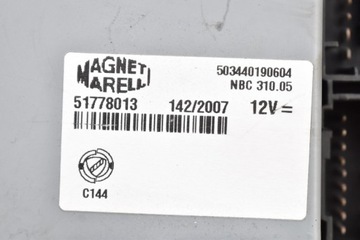 MAGNETI
MARELLI
503440190604
NBC 310.05
51778013 142/2007 12V =
C144